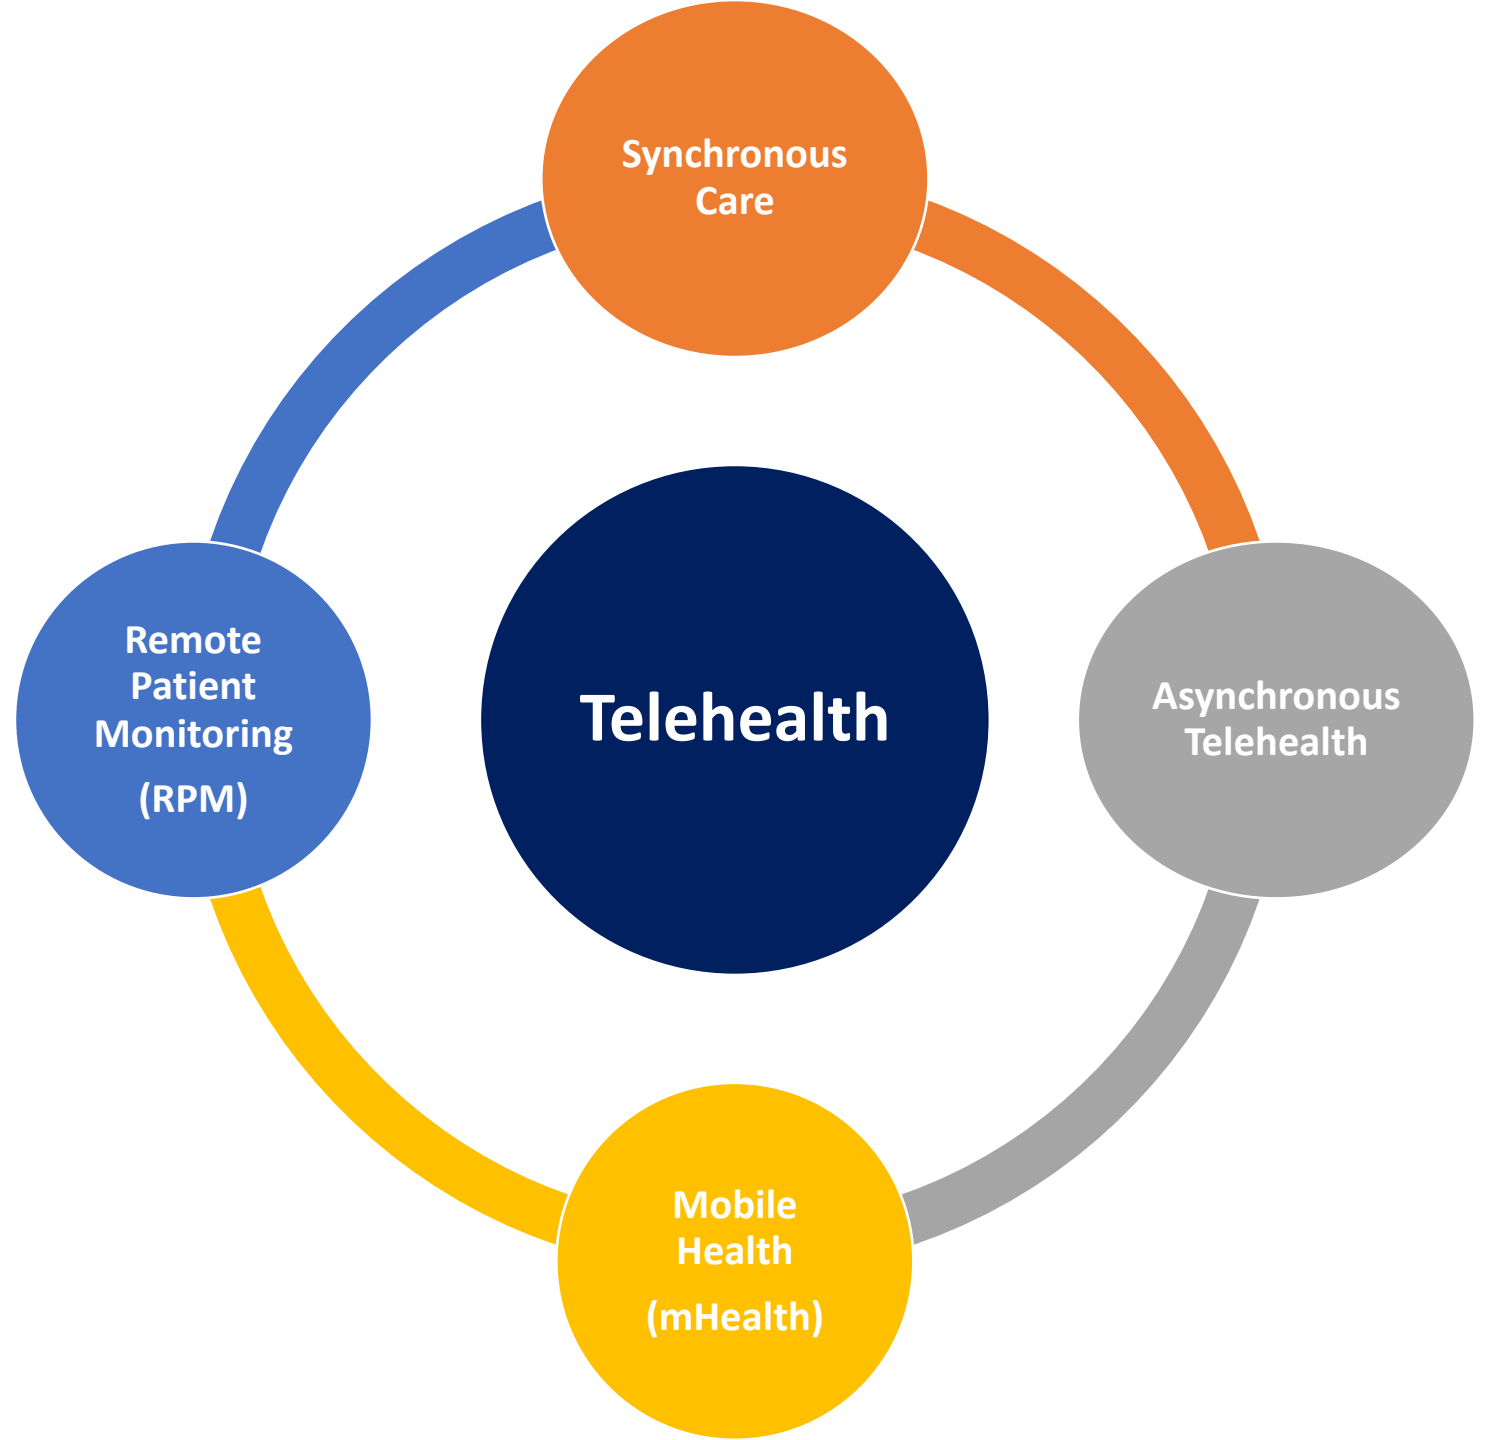 Synchronous
Care
Remote
Patient
Monitoring
(RPM)
Telehealth
Asynchronous
Telehealth
Mobile
Health
(mHealth)